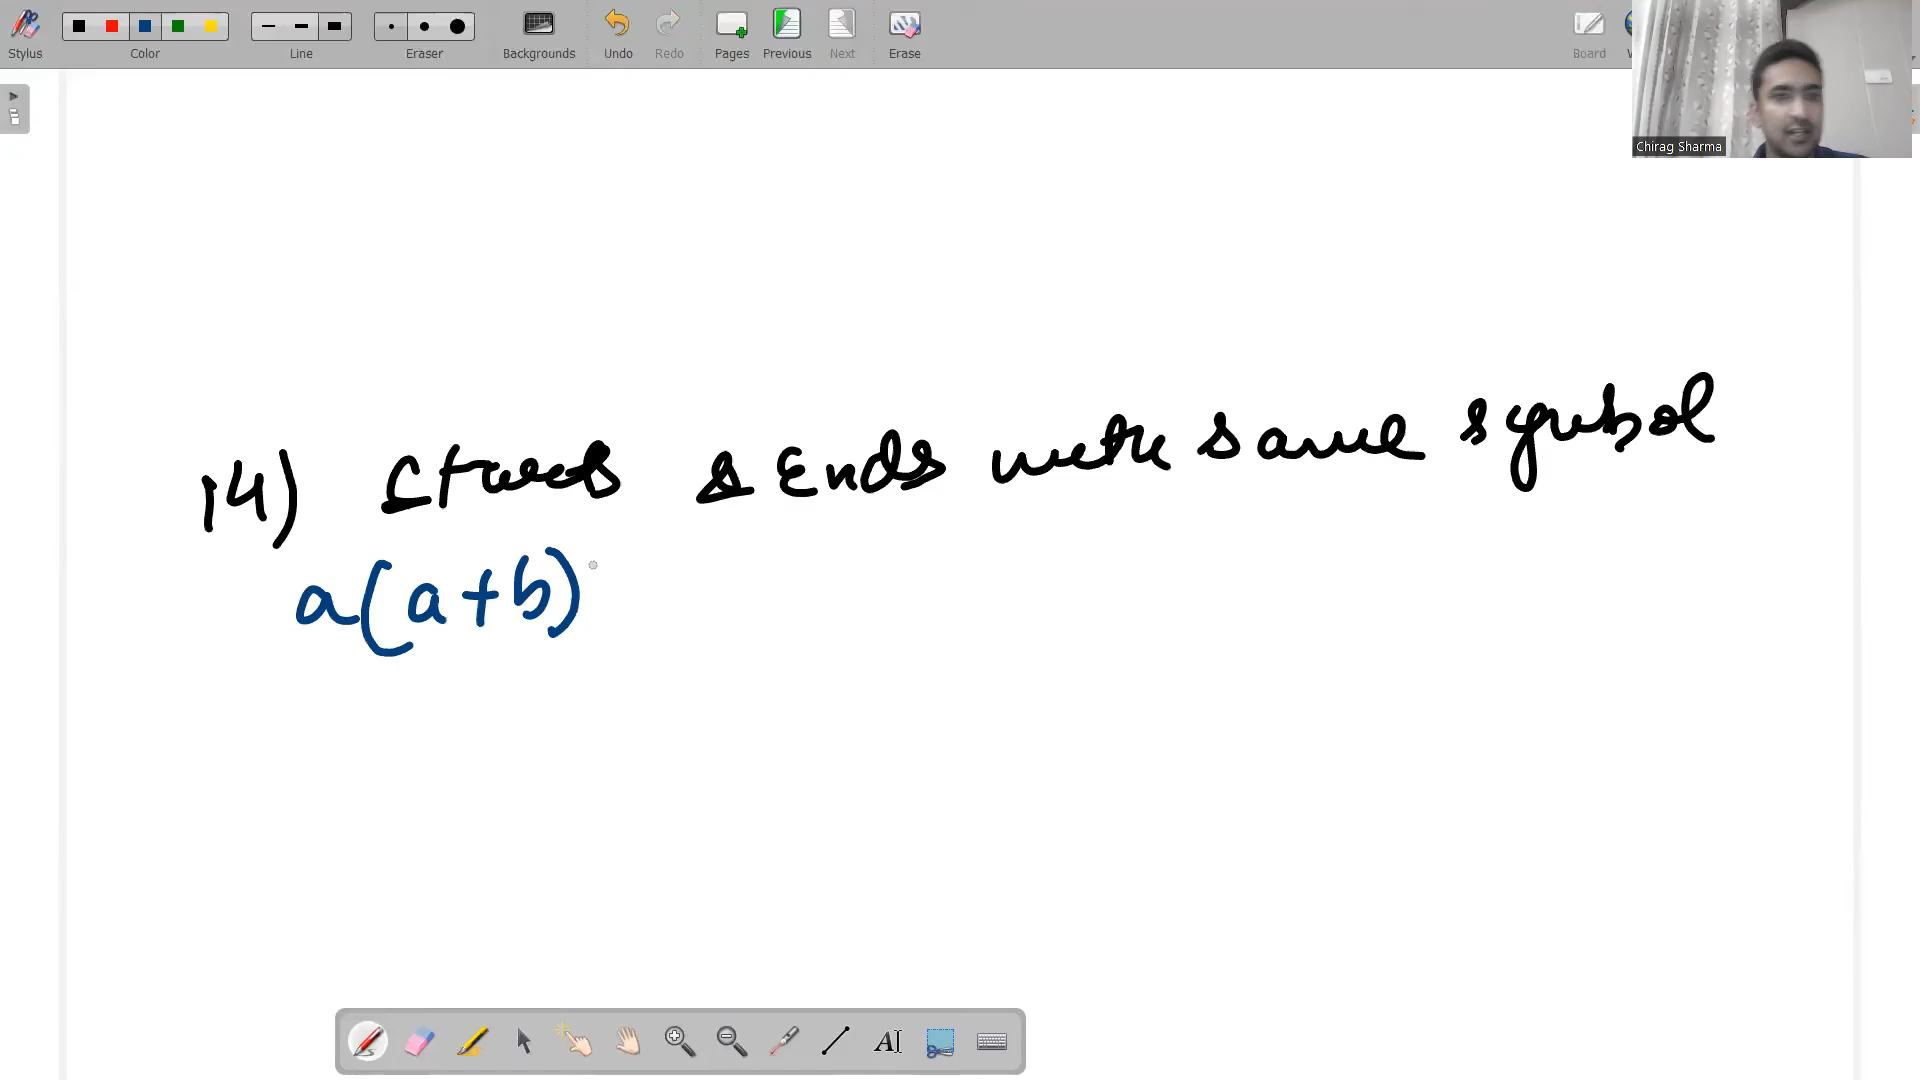 Stylus Color Line Eraser Backgrounds Undo Redo Pages Previous Next Erase Board
Chirag Sharma
14) Starts & Ends with same symbol
a(a+b)
AI